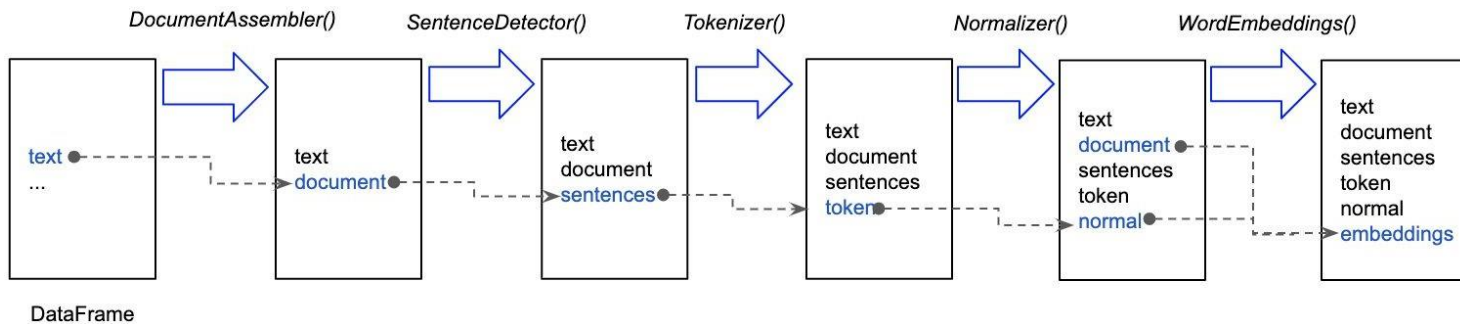 DocumentAssembler()
SentenceDetector()
Tokenizer()
Normalizer()
WordEmbeddings()
text
...
text
document
text
document
sentences
text
document
sentences
token
text
document
sentences
token
normal
text
document
sentences
token
normal
embeddings
DataFrame